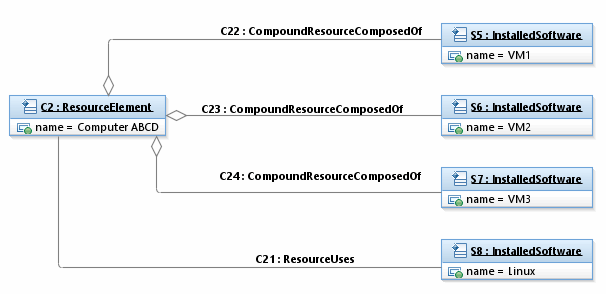 C22 : CompoundResourceComposedOf
S5 : InstalledSoftware
name = VM1
C2 : ResourceElement
name = Computer ABCD
C23 : CompoundResourceComposedOf
S6 : InstalledSoftware
name = VM2
C24 : CompoundResourceComposedOf
S7 : InstalledSoftware
name = VM3
C21 : ResourceUses
S8 : InstalledSoftware
name = Linux